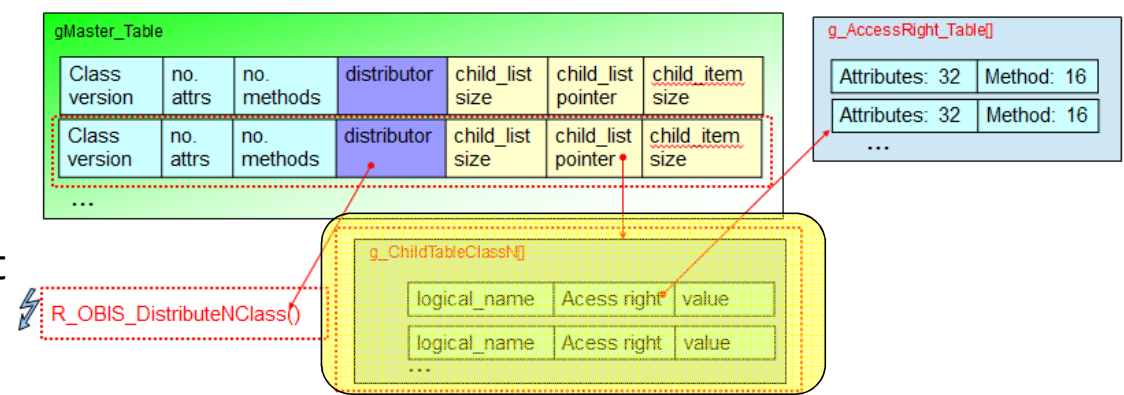 gMaster_Table
Class version no. attrs no. methods distributor child_list size child_list pointer child_item size
Class version no. attrs no. methods distributor child_list size child_list pointer child_item size
...
g_AccessRight_Table[]
Attributes: 32 Method: 16
Attributes: 32 Method: 16
...
t
R_OBIS_DistributeNClass()
g_ChildTableClassN[]
logical_name Acess right value
logical_name Acess right value
...